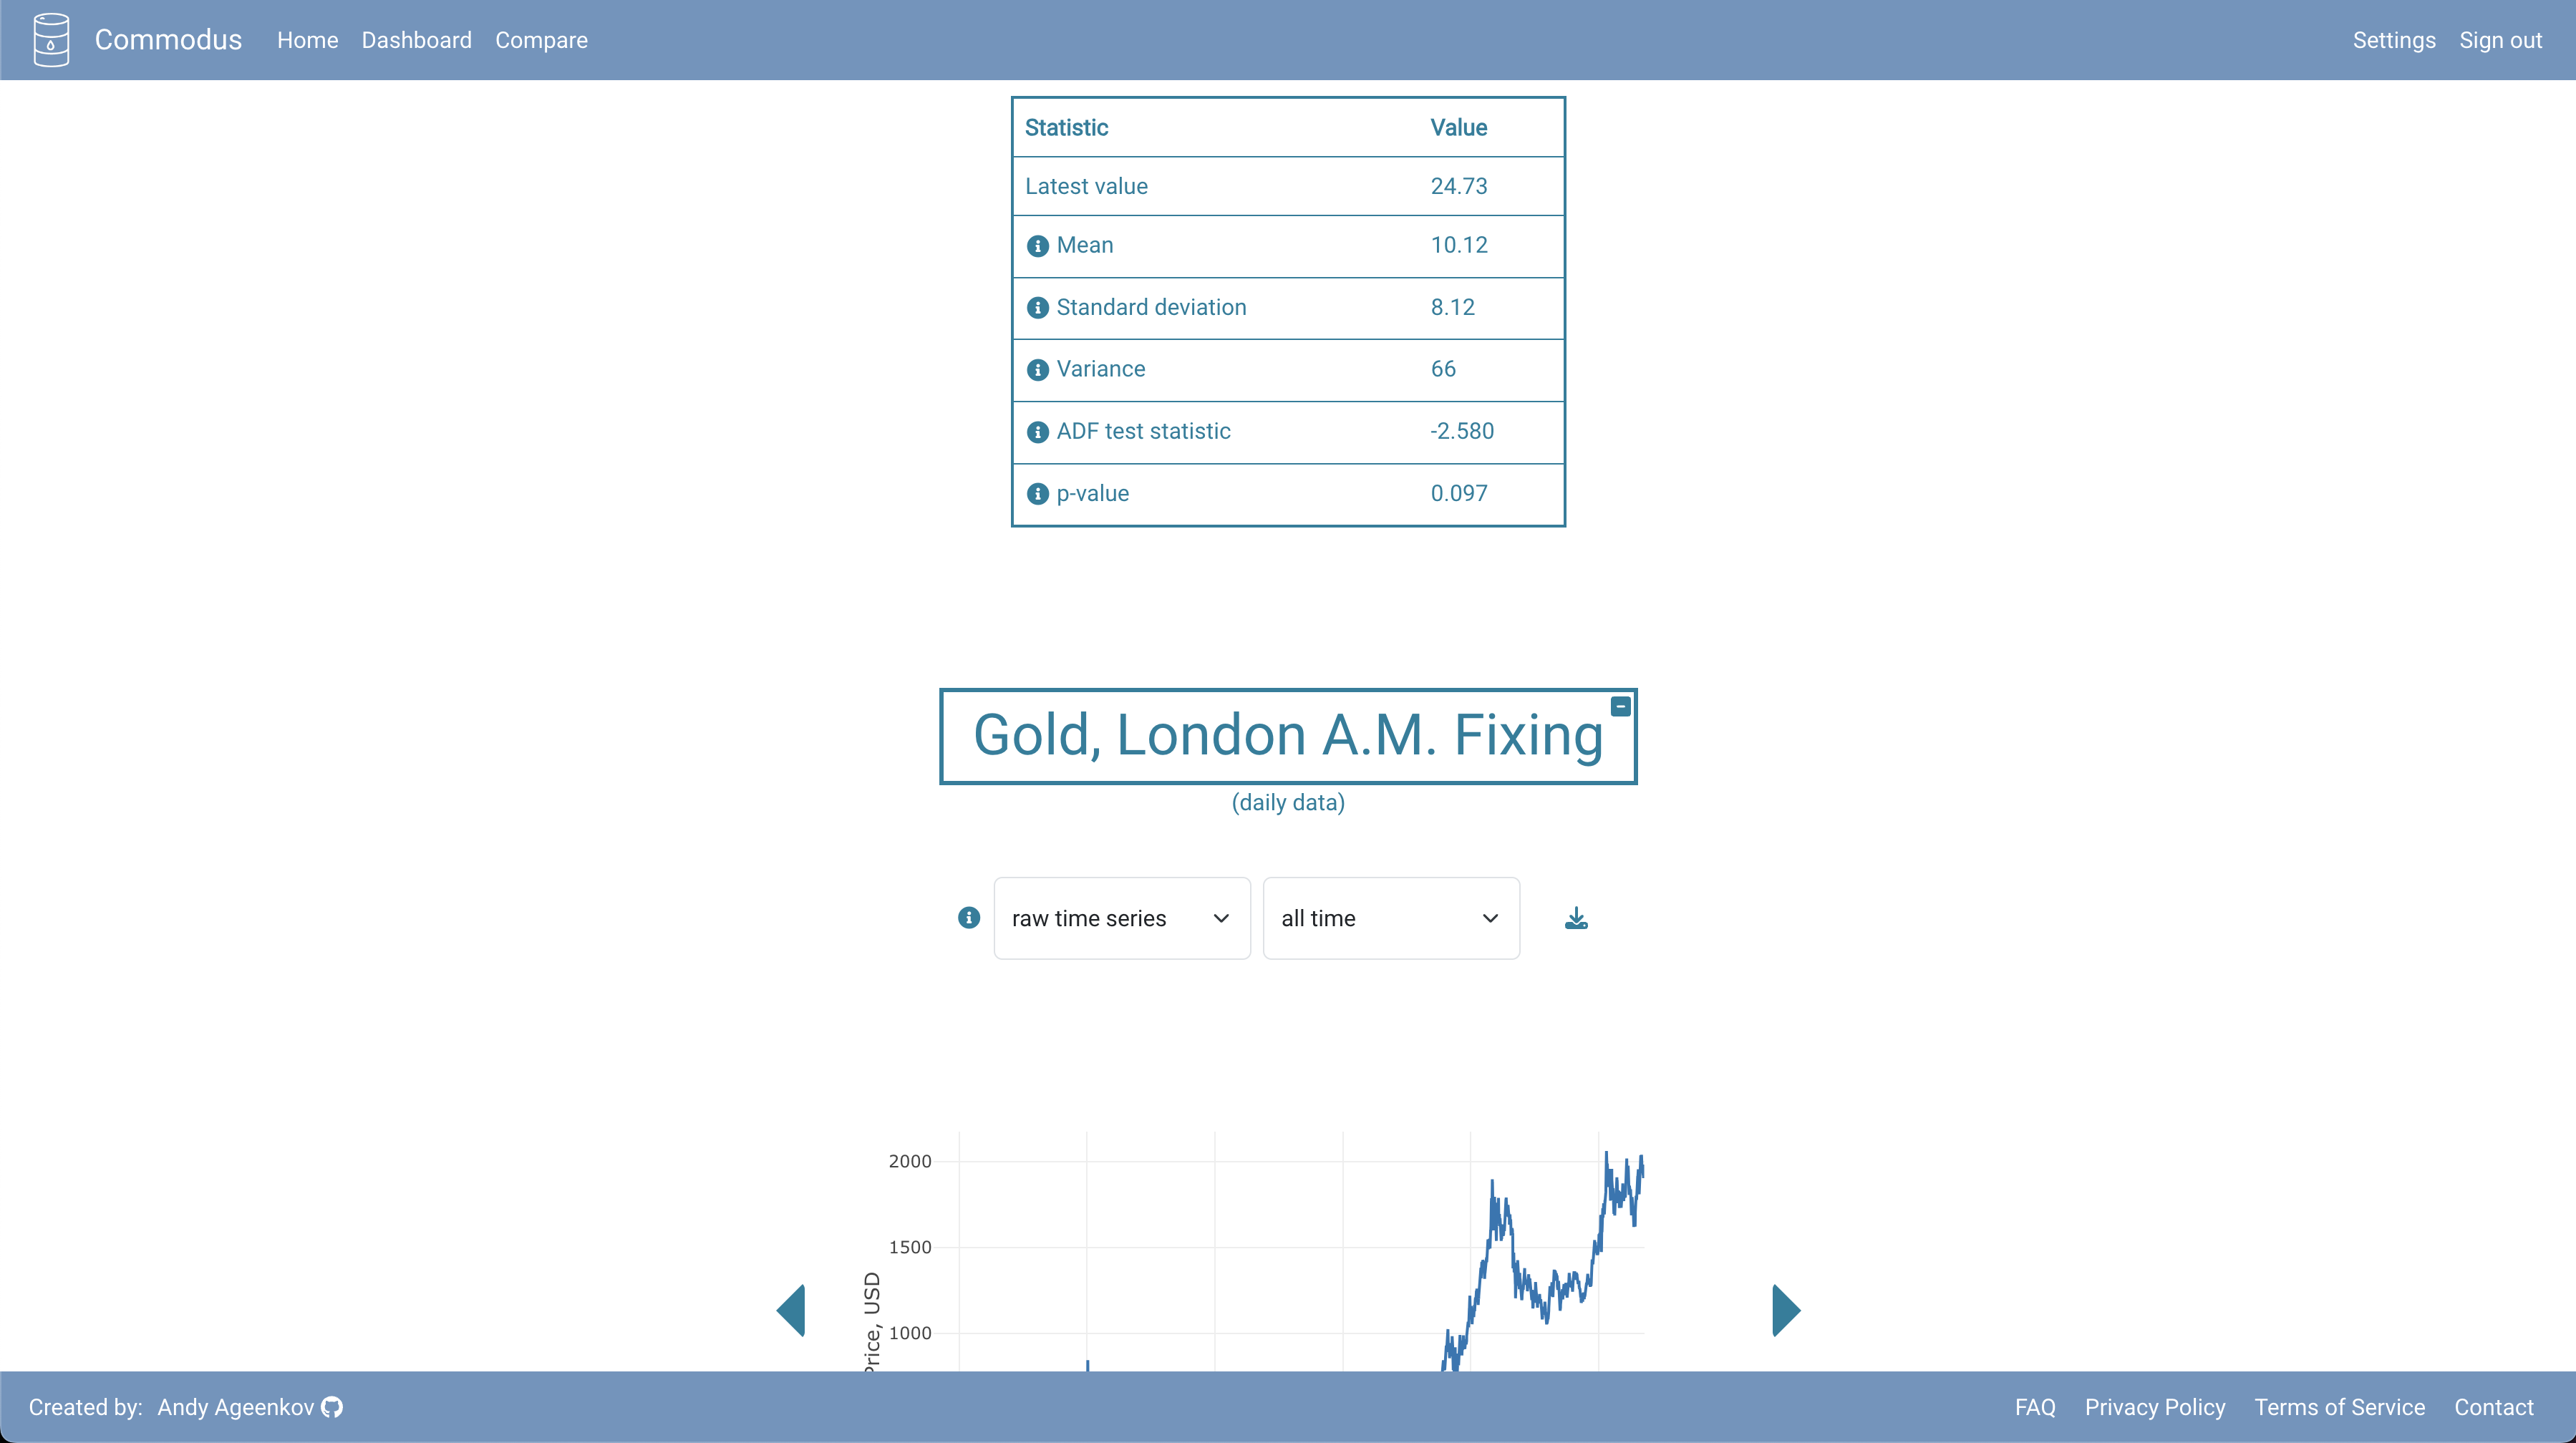 Commodus Home Dashboard Compare Settings Sign out
Statistic Value
Latest value 24.73
Mean 10.12
Standard deviation 8.12
Variance 66
ADF test statistic -2.580
p-value 0.097
Gold, London A.M. Fixing
(daily data)
raw time series all time
2000
1500
1000
Price, USD
Created by: Andy Ageenkov FAQ Privacy Policy Terms of Service Contact